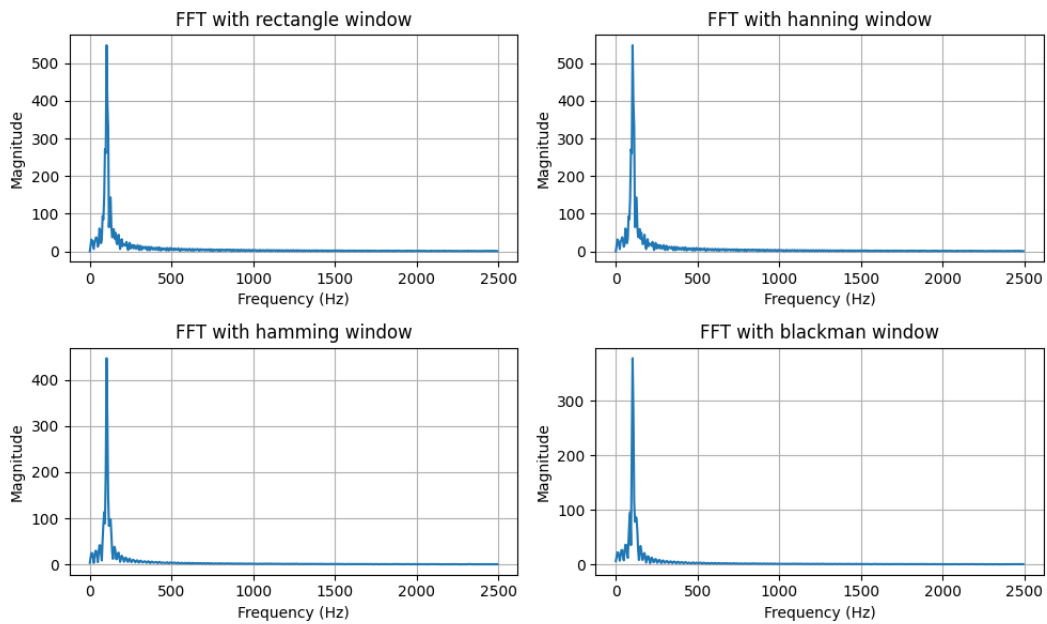 FFT with rectangle window
500
400
300
200
100
0
Magnitude
0 500 1000 1500 2000 2500
Frequency (Hz)
FFT with hanning window
500
400
300
200
100
0
Magnitude
0 500 1000 1500 2000 2500
Frequency (Hz)
FFT with hamming window
400
300
200
100
0
Magnitude
0 500 1000 1500 2000 2500
Frequency (Hz)
FFT with blackman window
300
200
100
0
Magnitude
0 500 1000 1500 2000 2500
Frequency (Hz)